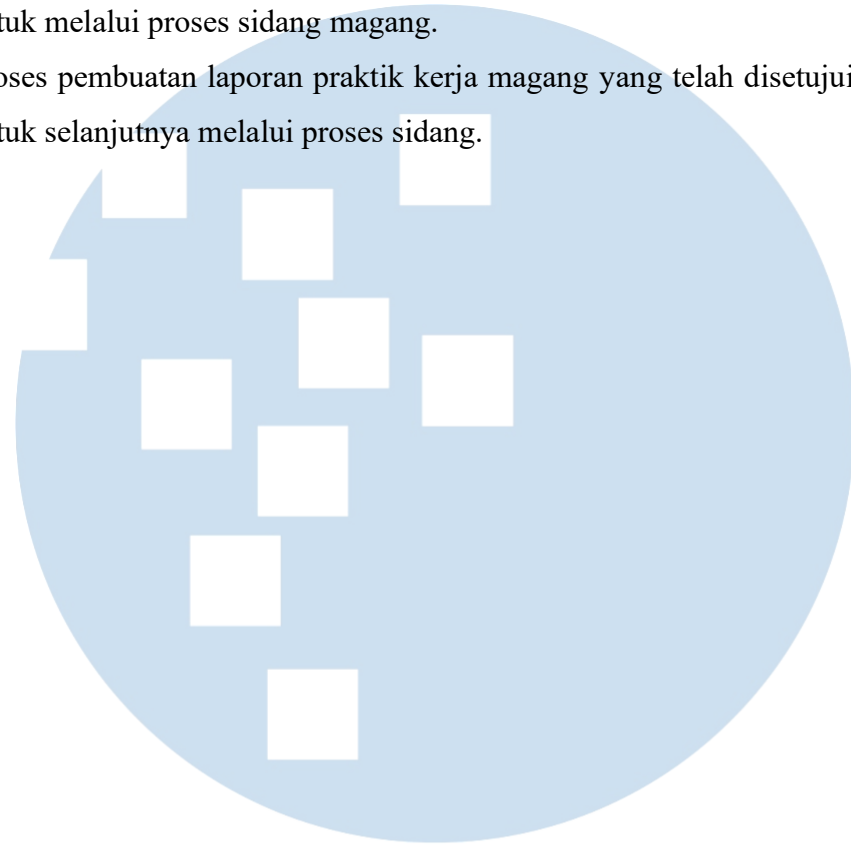 tuk melalui proses sidang magang.
oses pembuatan laporan praktik kerja magang yang telah disetujui
tuk selanjutnya melalui proses sidang.